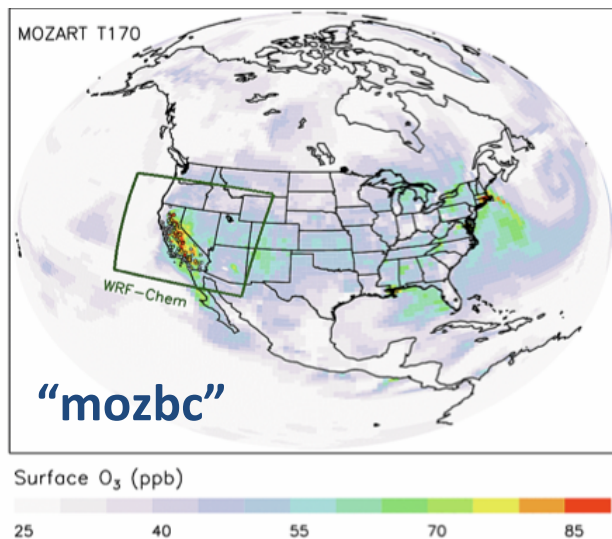 MOZART T170
WRF-Chem
“mozbc”
Surface O₃ (ppb)
25 40 55 70 85